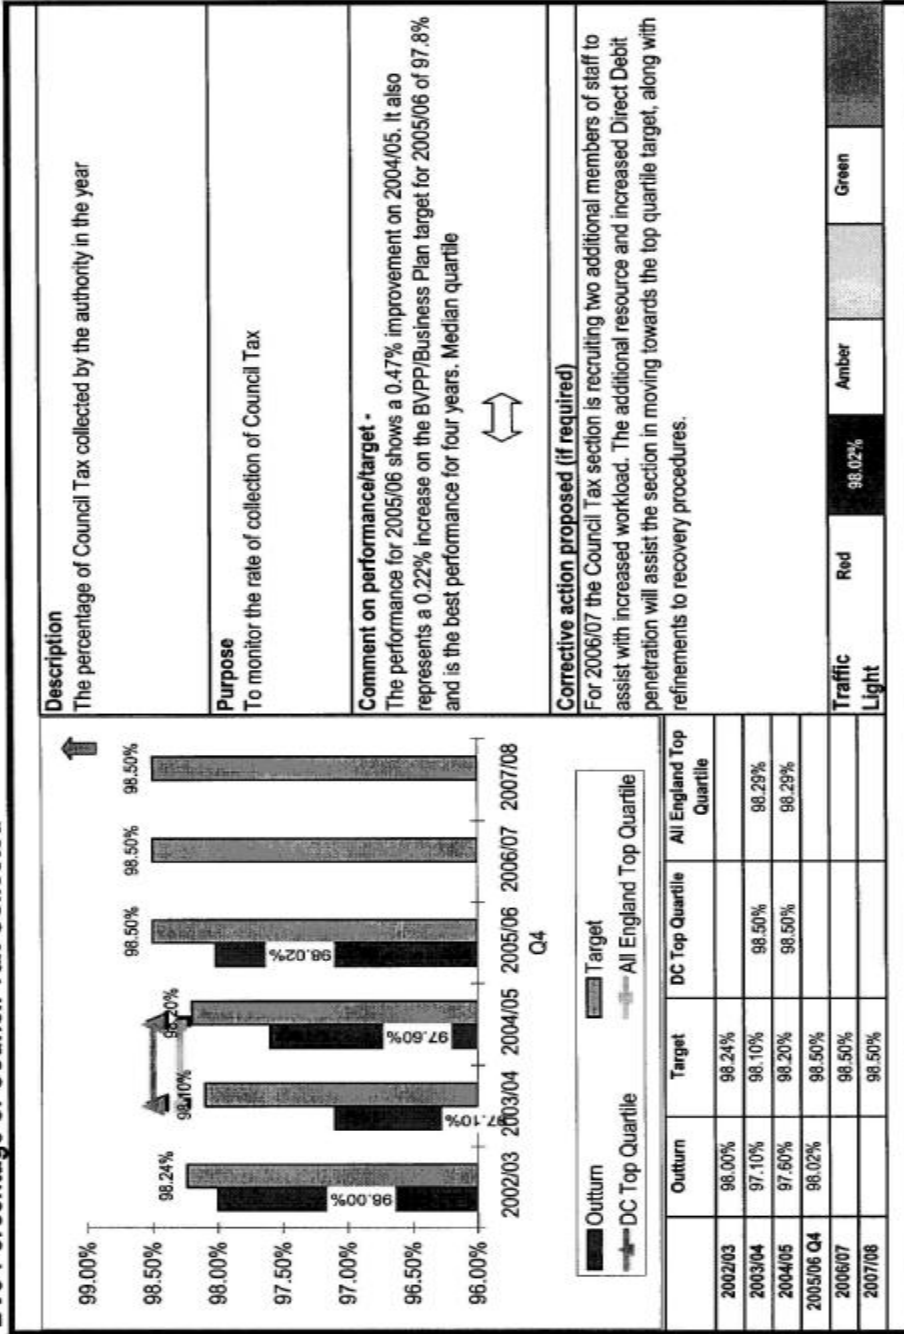 Description
The percentage of Council Tax collected by the authority in the year
Purpose
To monitor the rate of collection of Council Tax
Comment on performance/target -
The performance for 2005/06 shows a 0.47% improvement on 2004/05. It also
represents a 0.22% increase on the BVPP/Business Plan target for 2005/06 of 97.8%
and is the best performance for four years. Median quartile
Corrective action proposed (if required)
For 2006/07 the Council Tax section is recruiting two additional members of staff to
assist with increased workload. The additional resource and increased Direct Debit
penetration will assist the section in moving towards the top quartile target, along with
refinements to recovery procedures.
Traffic Light Red 98.02% Amber Green
99.00%
98.50%
98.00%
97.50%
97.00%
96.50%
96.00%
98.24% 98.10% 98.20% 98.50% 98.50% 98.50%
98.00% 97.10% 97.60% 98.02%
2002/03 2003/04 2004/05 2005/06 2006/07 2007/08
Q4
Outturn Target
DC Top Quartile All England Top Quartile
Outturn Target DC Top Quartile All England Top Quartile
2002/03 98.00% 98.24%
2003/04 97.10% 98.10% 98.50% 98.29%
2004/05 97.60% 98.20% 98.50% 98.29%
2005/06 Q4 98.02% 98.50%
2006/07 98.50%
2007/08 98.50%